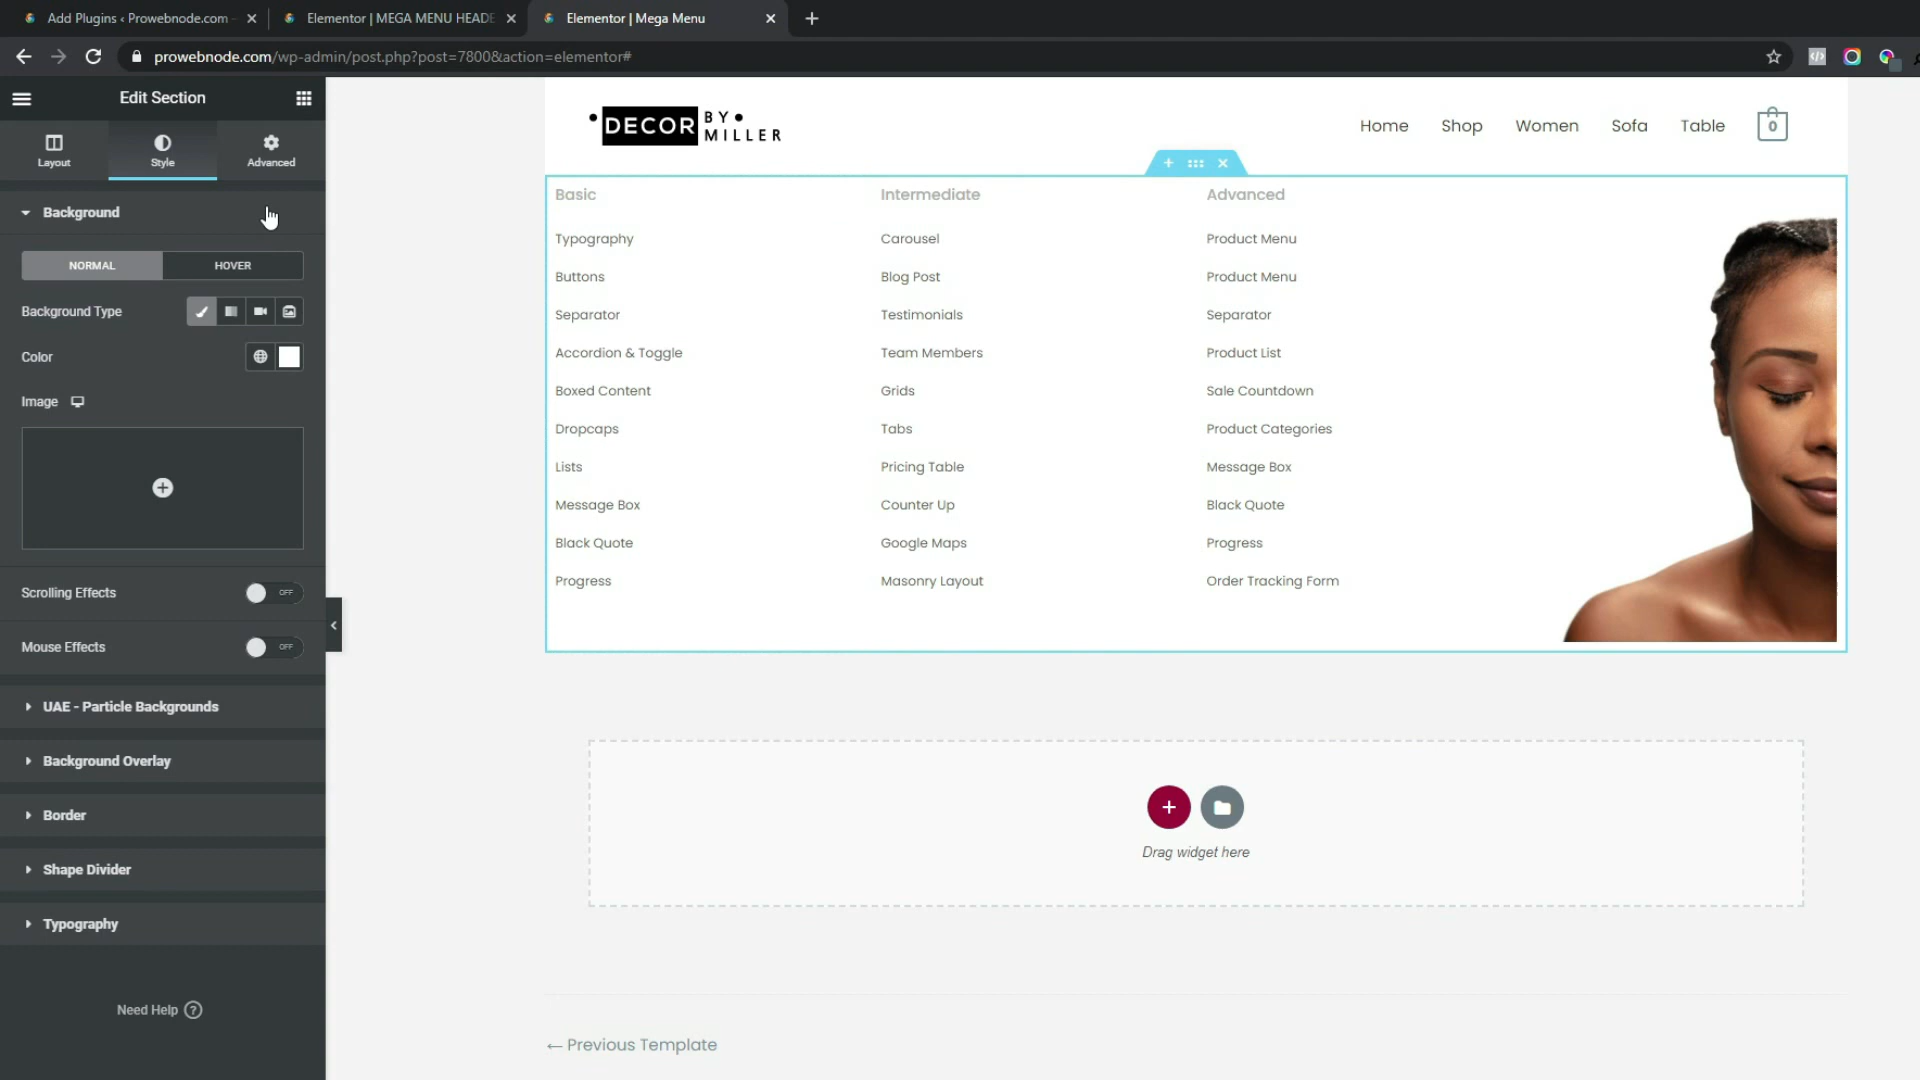 Add Plugins ‹ Prowebnode.com -
Elementor | MEGA MENU HEADE
Elementor | Mega Menu
prowebnode.com/wp-admin/post.php?post=7800&action=elementor#
Edit Section
Layout
Style
Advanced
Background
NORMAL
HOVER
Background Type
Color
Image
Scrolling Effects
OFF
Mouse Effects
OFF
UAE - Particle Backgrounds
Background Overlay
Border
Shape Divider
Typography
Need Help ?
DECOR BY MILLER
Home
Shop
Women
Sofa
Table
0
Basic
Typography
Buttons
Separator
Accordion & Toggle
Boxed Content
Dropcaps
Lists
Message Box
Black Quote
Progress
Intermediate
Carousel
Blog Post
Testimonials
Team Members
Grids
Tabs
Pricing Table
Counter Up
Google Maps
Masonry Layout
Advanced
Product Menu
Product Menu
Separator
Product List
Sale Countdown
Product Categories
Message Box
Black Quote
Progress
Order Tracking Form
Drag widget here
← Previous Template